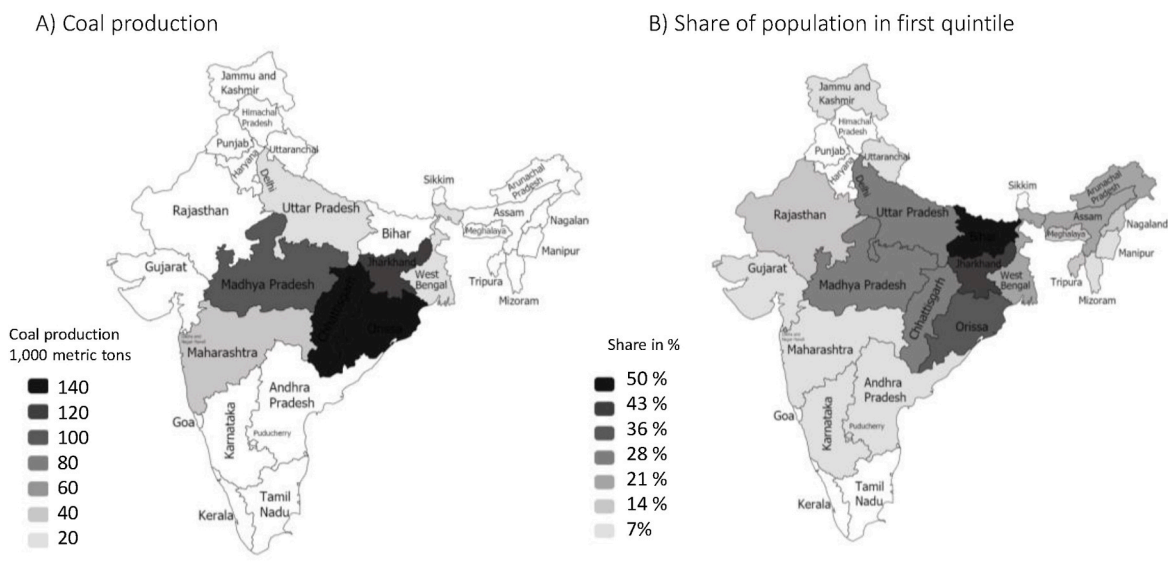 A) Coal production
Jammu and
Kashmir
Himachal
Pradesh
Punjab
Uttaranchal
Haryana
Delhi
Sikkim
Arunachal
Pradesh
Rajasthan
Uttar Pradesh
Assam
Nagalan
Bihar
Meghalaya
Manipur
Gujarat
Jharkhand
West
Bengal
Tripura
Mizoram
Madhya Pradesh
Chhattisgarh
Orissa
Maharashtra
Andhra
Pradesh
Goa
Karnataka
Puducherry
Tamil
Nadu
Kerala
Coal production
1,000 metric tons
140
120
100
80
60
40
20
B) Share of population in first quintile
Jammu and
Kashmir
Himachal
Pradesh
Punjab
Uttaranchal
Haryana
Delhi
Sikkim
Arunachal
Pradesh
Rajasthan
Uttar Pradesh
Assam
Nagaland
Bihar
Meghalaya
Manipur
Gujarat
Jharkhand
West
Bengal
Tripura
Mizoram
Madhya Pradesh
Chhattisgarh
Orissa
Maharashtra
Andhra
Pradesh
Goa
Karnataka
Puducherry
Tamil
Nadu
Kerala
Share in %
50 %
43 %
36 %
28 %
21 %
14 %
7%